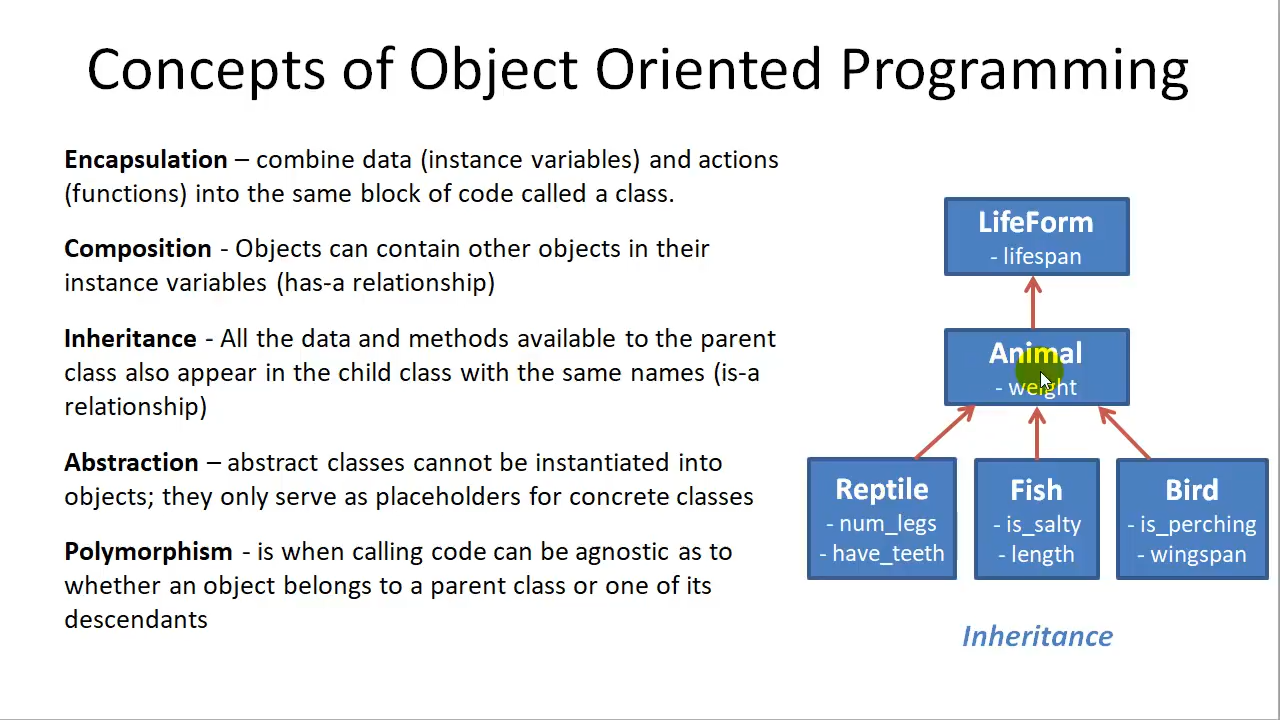 Concepts of Object Oriented Programming
Encapsulation – combine data (instance variables) and actions
(functions) into the same block of code called a class.
Composition - Objects can contain other objects in their
instance variables (has-a relationship)
Inheritance - All the data and methods available to the parent
class also appear in the child class with the same names (is-a
relationship)
Abstraction – abstract classes cannot be instantiated into
objects; they only serve as placeholders for concrete classes
Polymorphism - is when calling code can be agnostic as to
whether an object belongs to a parent class or one of its
descendants
LifeForm
- lifespan
Animal
- weight
Reptile
- num_legs
- have_teeth
Fish
- is_salty
- length
Bird
- is_perching
- wingspan
Inheritance